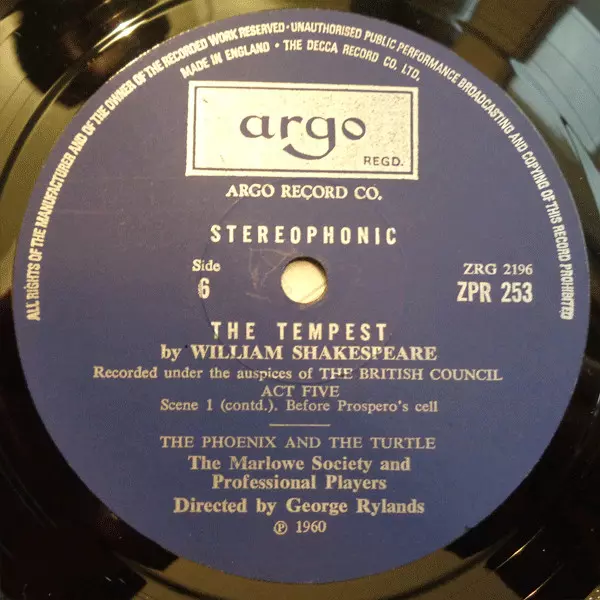 ALL RIGHTS OF THE MANUFACTURER AND OF THE OWNER OF THE RECORDED WORK RESERVED · UNAUTHORISED PUBLIC PERFORMANCE BROADCASTING AND COPYING OF THIS RECORD PROHIBITED
MADE IN ENGLAND · THE DECCA RECORD CO. LTD.
argo
REGD.
ARGO RECORD CO.
STEREOPHONIC
Side
6
ZRG 2196
ZPR 253
THE TEMPEST
by WILLIAM SHAKESPEARE
Recorded under the auspices of THE BRITISH COUNCIL
ACT FIVE
Scene 1 (contd.). Before Prospero's cell
THE PHOENIX AND THE TURTLE
The Marlowe Society and
Professional Players
Directed by George Rylands
℗ 1960